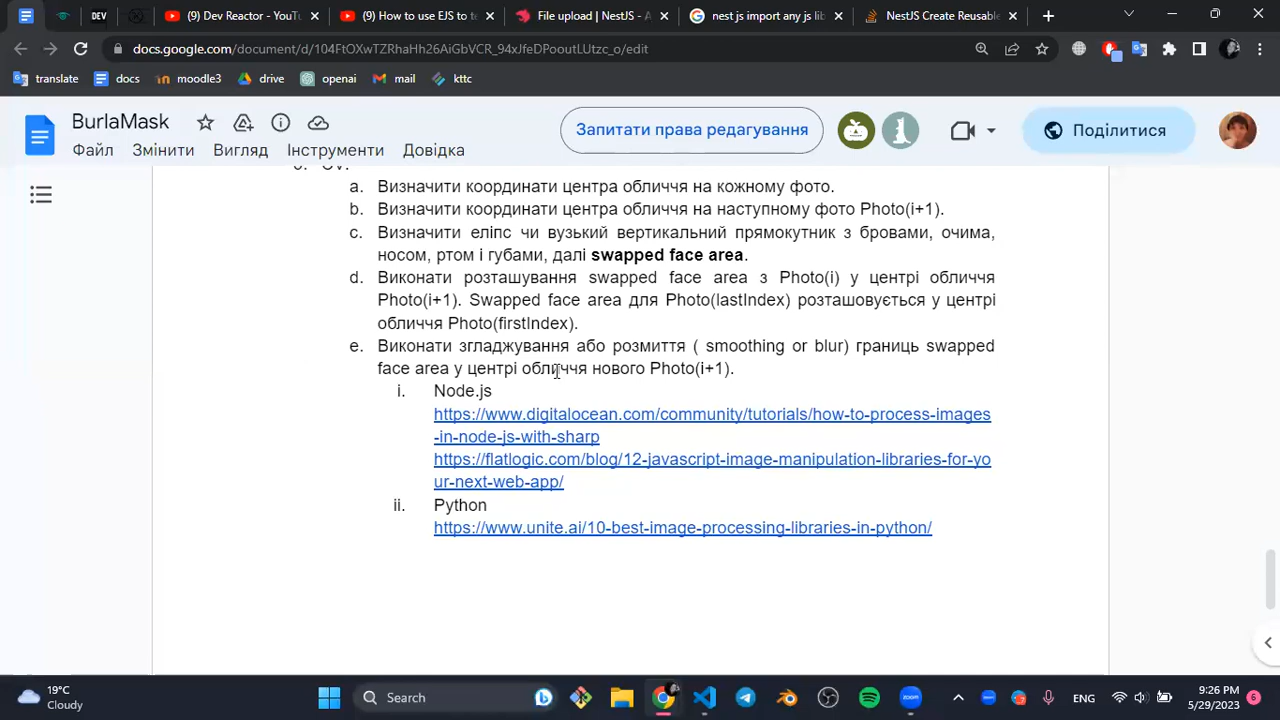 (9) Dev Reactor - YouTu
DEV
(9) How to use EJS to te
File upload | NestJS - A
nest js import any js lib
NestJS Create Reusable
docs.google.com/document/d/104FtOXwTZRhaHh26AiGbVCR_94xJfeDPooutLUtzc_o/edit
translate docs moodle3 drive openai mail kttc
BurlaMask
Запитати права редагування
Поділитися
Файл Змінити Вигляд Інструменти Довідка
a. Визначити координати центра обличчя на кожному фото.
b. Визначити координати центра обличчя на наступному фото Photo(i+1).
c. Визначити еліпс чи вузький вертикальний прямокутник з бровами, очима,
носом, ртом і губами, далі swapped face area.
d. Виконати розташування swapped face area з Photo(i) у центрі обличчя
Photo(i+1). Swapped face area для Photo(lastIndex) розташовується у центрі
обличчя Photo(firstIndex).
e. Виконати згладжування або розмиття ( smoothing or blur) границь swapped
face area у центрі обличчя нового Photo(i+1).
i. Node.js
https://www.digitalocean.com/community/tutorials/how-to-process-images
-in-node-js-with-sharp
https://flatlogic.com/blog/12-javascript-image-manipulation-libraries-for-yo
ur-next-web-app/
ii. Python
https://www.unite.ai/10-best-image-processing-libraries-in-python/
19°C
Cloudy
Search
ENG
9:26 PM
5/29/2023
6